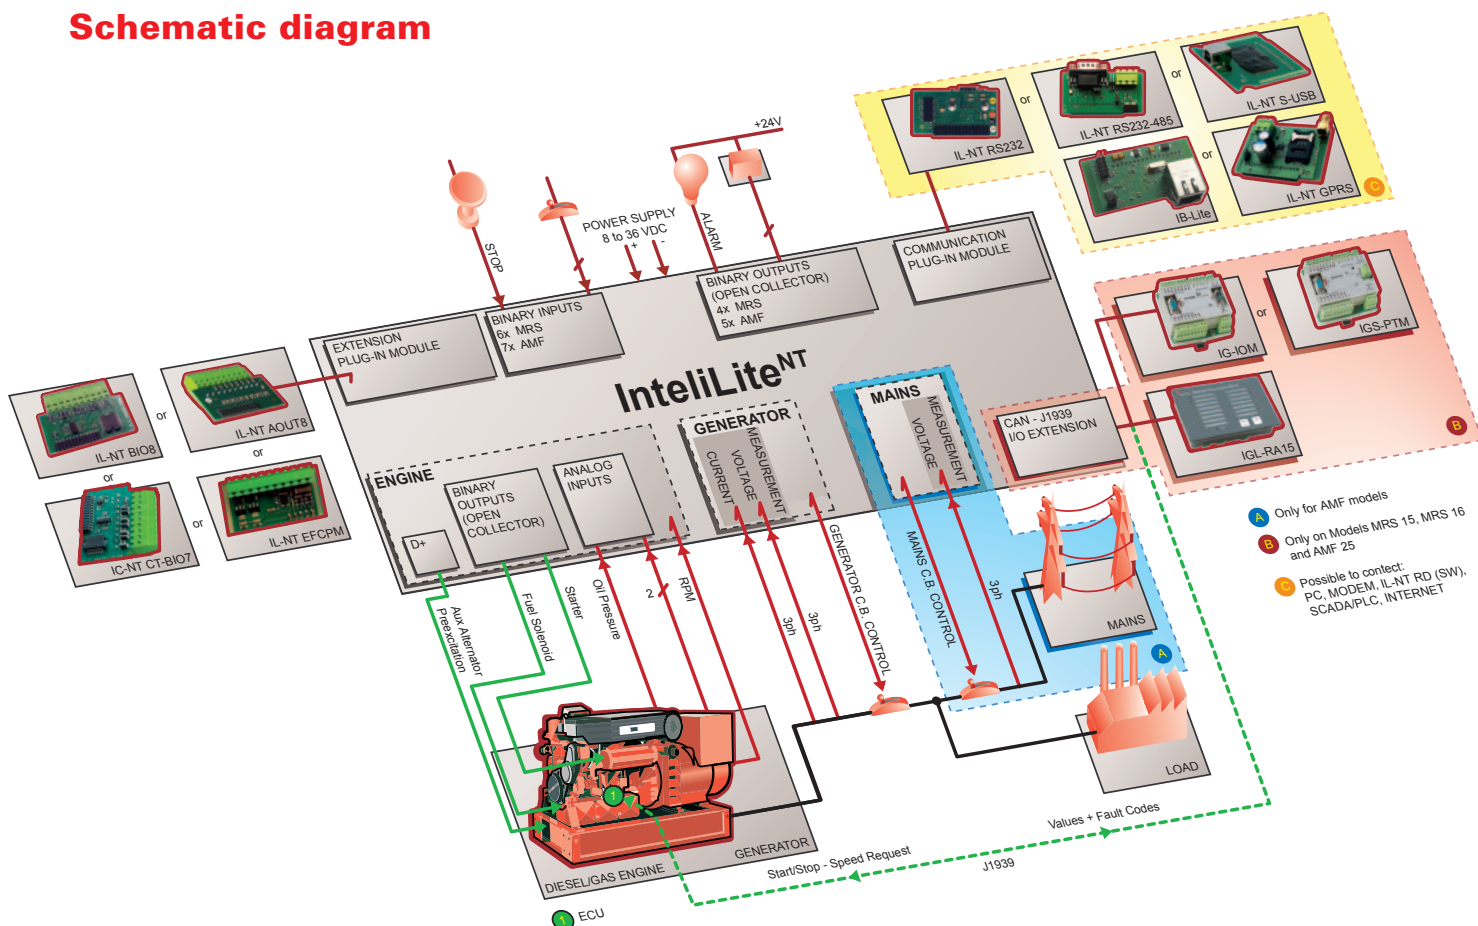 Schematic diagram
+24V
STOP
POWER SUPPLY
8 to 36 VDC
+ -
ALARM
IL-NT RS232
or
IL-NT RS232-485
or
IL-NT S-USB
IB-Lite
or
IL-NT GPRS
C
EXTENSION
PLUG-IN MODULE
BINARY INPUTS
6x MRS
7x AMF
BINARY OUTPUTS
(OPEN COLLECTOR)
4x MRS
5x AMF
COMMUNICATION
PLUG-IN MODULE
InteliLiteNT
IG-IOM
or
IGS-PTM
IGL-RA15
B
IL-NT BIO8
or
IL-NT AOUT8
or
or
IC-NT CT-BIO7
or
IL-NT EFCPM
ENGINE
D+
BINARY
OUTPUTS
(OPEN
COLLECTOR)
ANALOG
INPUTS
GENERATOR
CURRENT
VOLTAGE
MEASUREMENT
MAINS
VOLTAGE
MEASUREMENT
CAN - J1939
I/O EXTENSION
Aux Alternator
Preexcitation
Fuel Solenoid
Starter
Oil Pressure
2
RPM
3ph
3ph
GENERATOR C.B. CONTROL
MAINS C.B. CONTROL
3ph
MAINS
A
LOAD
A Only for AMF models
B Only on Models MRS 15, MRS 16
and AMF 25
C Possible to contect:
PC, MODEM, IL-NT RD (SW),
SCADA/PLC, INTERNET
1
GENERATOR
DIESEL/GAS ENGINE
Start/Stop - Speed Request
J1939
Values + Fault Codes
1 ECU